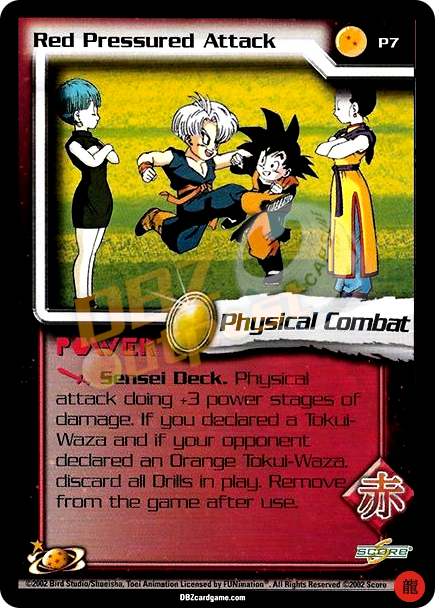 Red Pressured Attack
P7
DBZ
OUTPOST
Physical Combat
POWER
Sensei Deck. Physical
attack doing +3 power stages of
damage. If you declared a Tokui-
Waza and if your opponent
declared an Orange Tokui-Waza,
discard all Drills in play. Remove
from the game after use.
赤
SCORE
©2002 Bird Studio/Shueisha, Toei Animation Licensed by FUNimation. All Rights Reserved ©2002 Score
DBZcardgame.com
龍